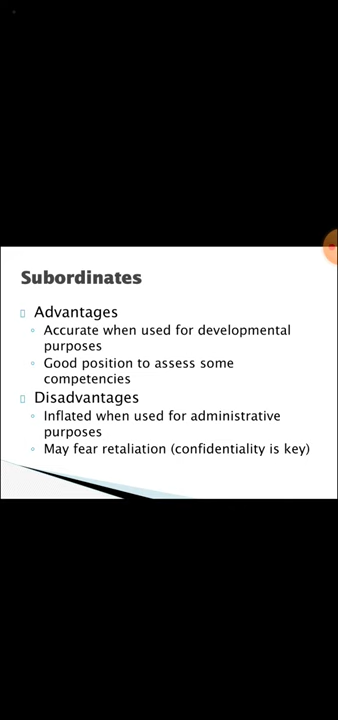 Subordinates
Advantages
Accurate when used for developmental
purposes
Good position to assess some
competencies
Disadvantages
Inflated when used for administrative
purposes
May fear retaliation (confidentiality is key)